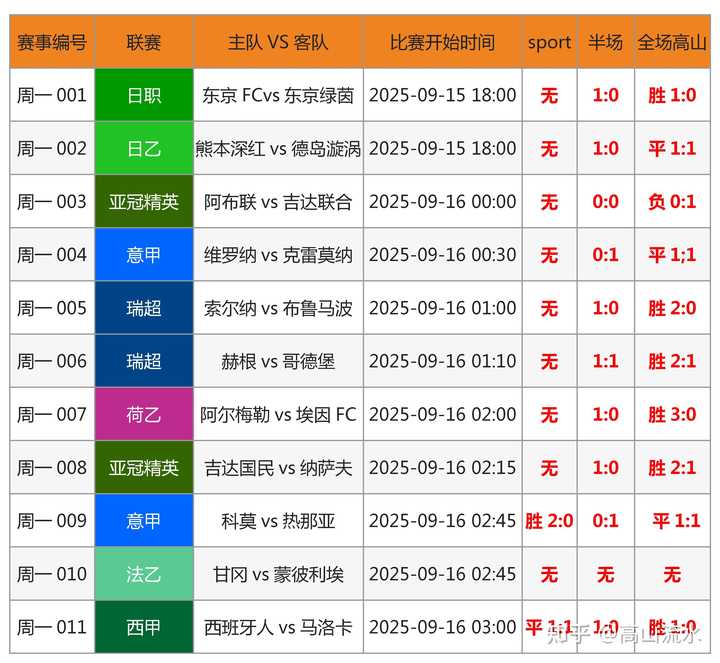 赛事编号 联赛 主队 VS 客队 比赛开始时间 sport 半场 全场高山
周一 001 日职 东京 FCvs 东京绿茵 2025-09-15 18:00 无 1:0 胜 1:0
周一 002 日乙 熊本深红 vs 德岛漩涡 2025-09-15 18:00 无 1:0 平 1:1
周一 003 亚冠精英 阿布联 vs 吉达联合 2025-09-16 00:00 无 0:0 负 0:1
周一 004 意甲 维罗纳 vs 克雷莫纳 2025-09-16 00:30 无 0:1 平 1;1
周一 005 瑞超 索尔纳 vs 布鲁马波 2025-09-16 01:00 无 1:0 胜 2:0
周一 006 瑞超 赫根 vs 哥德堡 2025-09-16 01:10 无 1:1 胜 2:1
周一 007 荷乙 阿尔梅勒 vs 埃因 FC 2025-09-16 02:00 无 1:0 胜 3:0
周一 008 亚冠精英 吉达国民 vs 纳萨夫 2025-09-16 02:15 无 1:0 胜 2:1
周一 009 意甲 科莫 vs 热那亚 2025-09-16 02:45 胜 2:0 0:1 平 1:1
周一 010 法乙 甘冈 vs 蒙彼利埃 2025-09-16 02:45 无 无 无
周一 011 西甲 西班牙人 vs 马洛卡 2025-09-16 03:00 平 1:1 1:0 胜 1:0
知乎 @高山流水